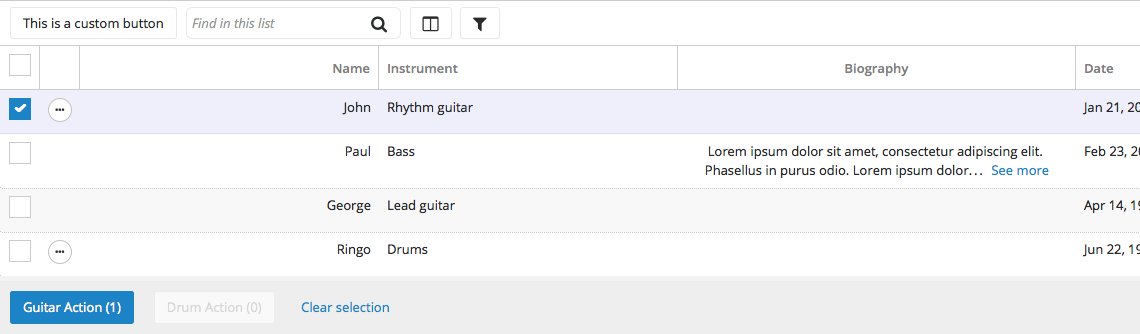 This is a custom button Find in this list
Name Instrument Biography Date
John Rhythm guitar Jan 21, 20
Paul Bass Lorem ipsum dolor sit amet, consectetur adipiscing elit. Feb 23, 20
Phasellus in purus odio. Lorem ipsum dolor... See more
George Lead guitar Apr 14, 19
Ringo Drums Jun 22, 19
Guitar Action (1) Drum Action (0) Clear selection